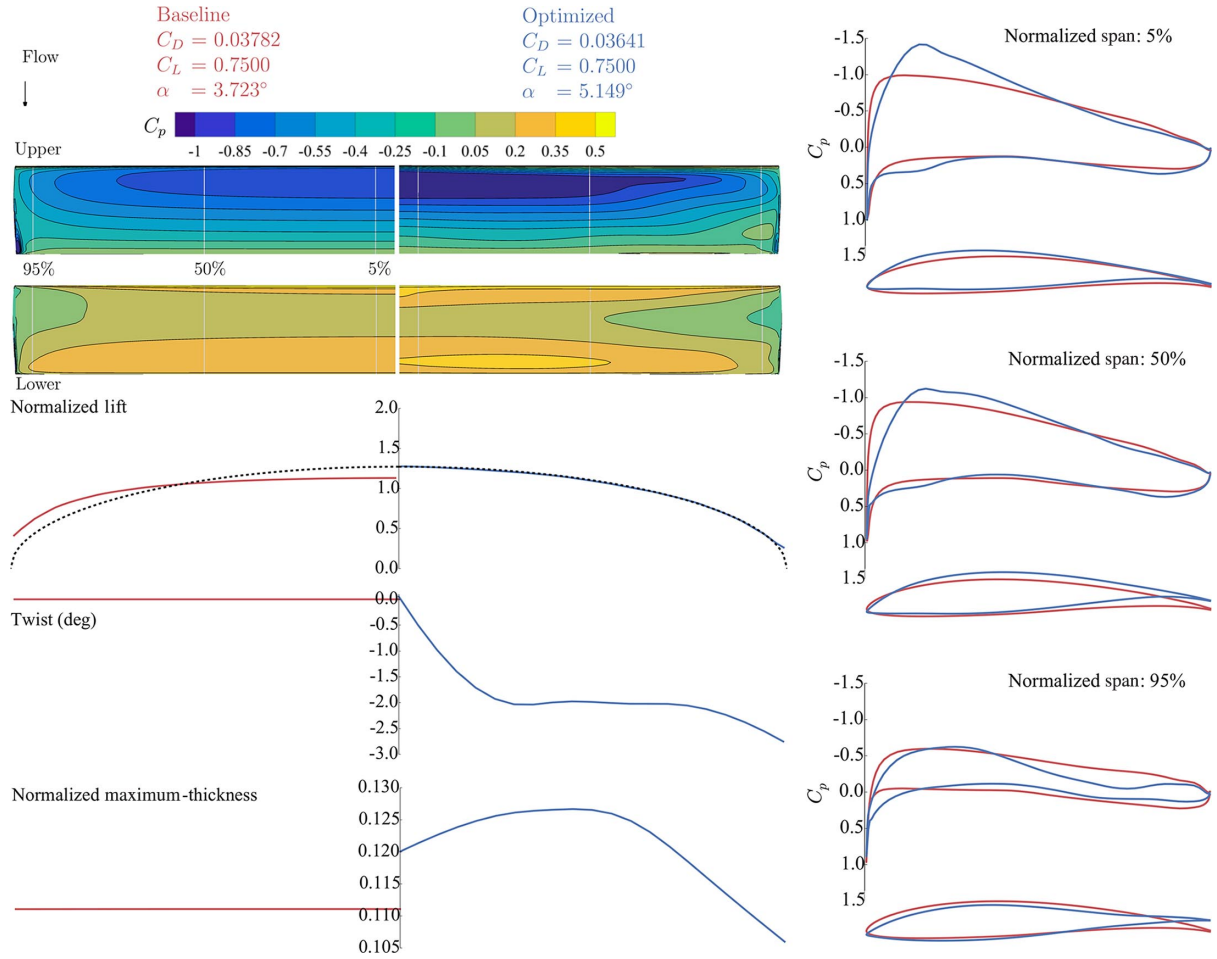 Baseline
C_D = 0.03782
C_L = 0.7500
α = 3.723°
Optimized
C_D = 0.03641
C_L = 0.7500
α = 5.149°
Flow
C_p
-1 -0.85 -0.7 -0.55 -0.4 -0.25 -0.1 0.05 0.2 0.35 0.5
Upper
95% 50% 5%
Lower
Normalized lift
2.0
1.5
1.0
0.5
0.0
Twist (deg)
0.0
-0.5
-1.0
-1.5
-2.0
-2.5
-3.0
Normalized maximum-thickness
0.130
0.125
0.120
0.115
0.110
0.105
Normalized span: 5%
C_p
-1.5
-1.0
-0.5
0.0
0.5
1.0
1.5
Normalized span: 50%
C_p
-1.5
-1.0
-0.5
0.0
0.5
1.0
1.5
Normalized span: 95%
C_p
-1.5
-1.0
-0.5
0.0
0.5
1.0
1.5